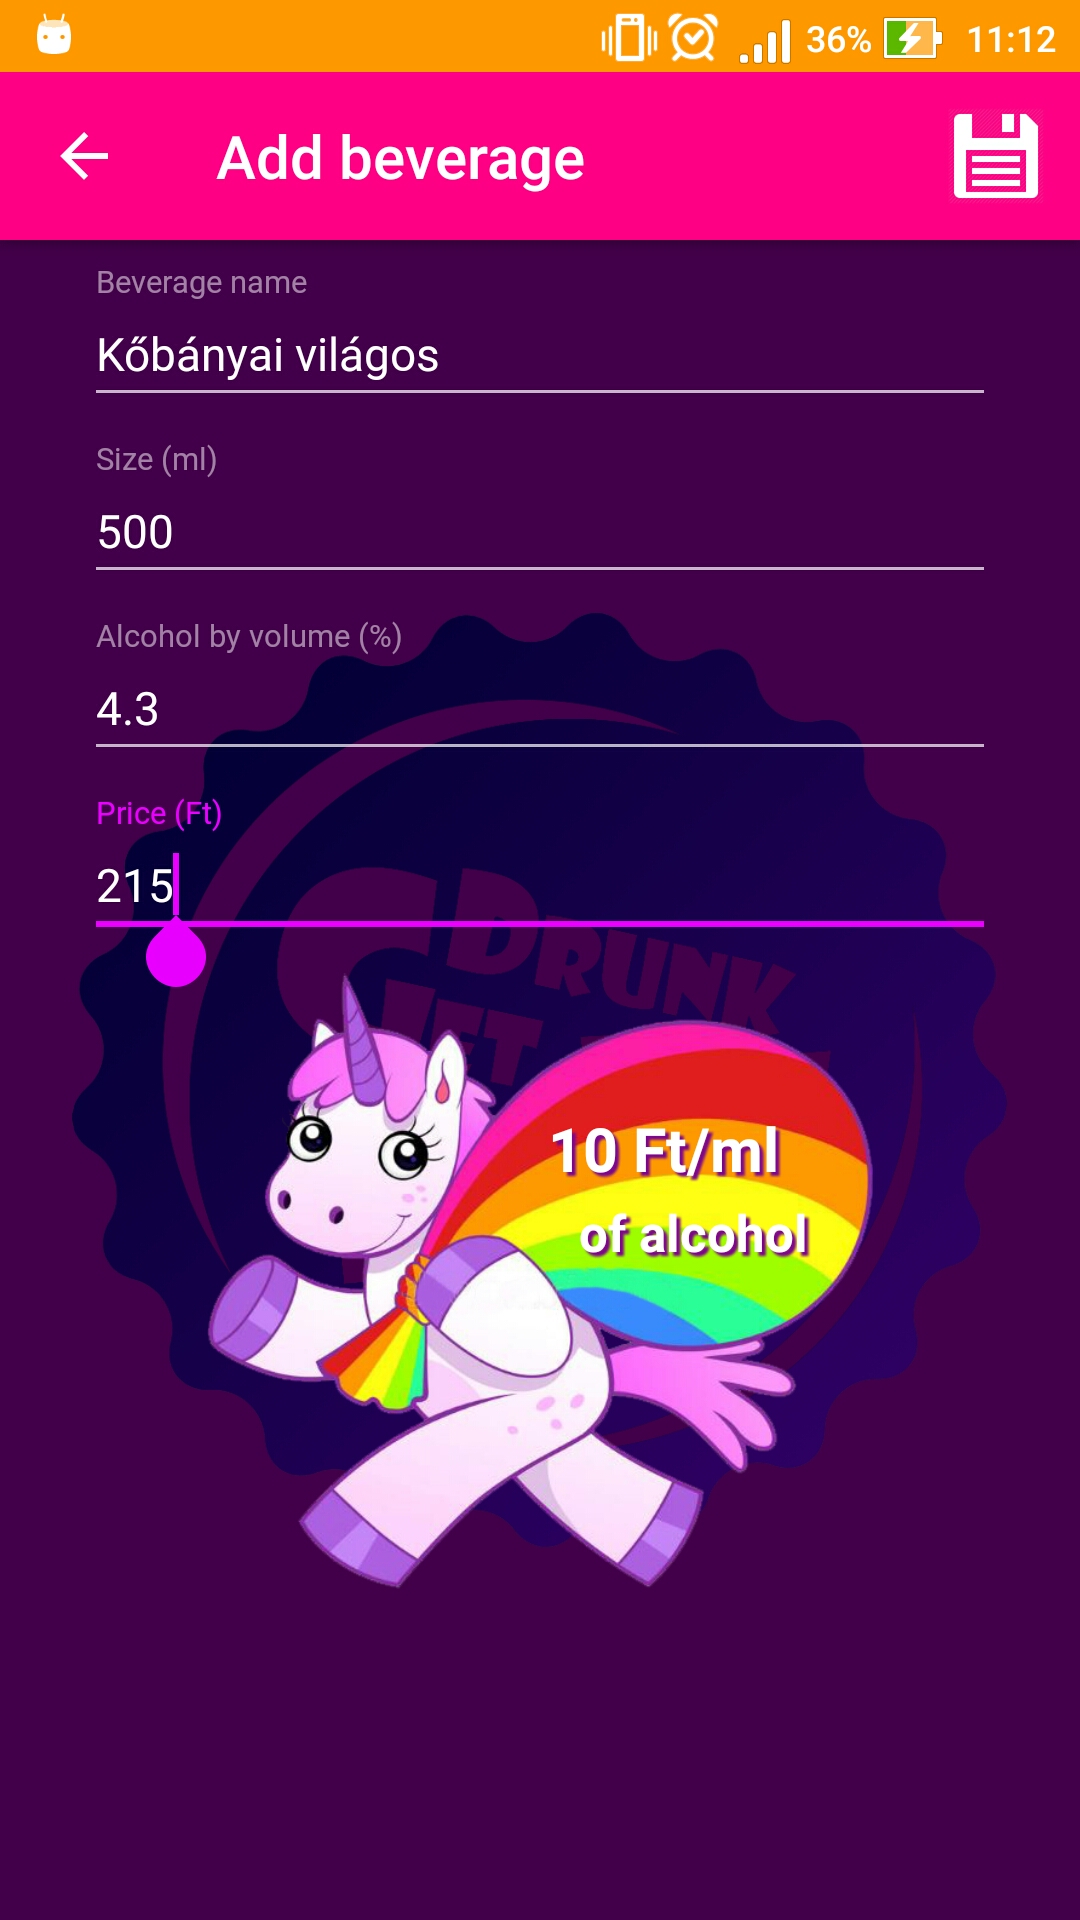 36% 11:12
Add beverage
Beverage name
Kőbányai világos
Size (ml)
500
Alcohol by volume (%)
4.3
Price (Ft)
215
DRUNK
10 Ft/ml
of alcohol